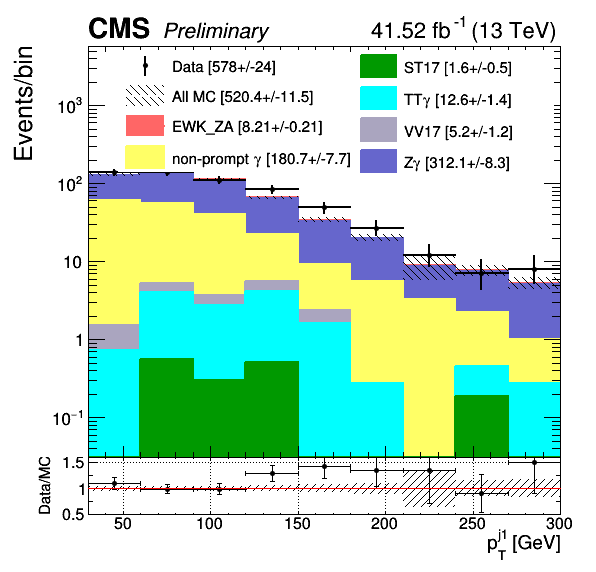 CMS Preliminary 41.52 fb⁻¹ (13 TeV)
Events/bin
Data [578+/-24]
All MC [520.4+/-11.5]
EWK_ZA [8.21+/-0.21]
non-prompt γ [180.7+/-7.7]
ST17 [1.6+/-0.5]
TTγ [12.6+/-1.4]
VV17 [5.2+/-1.2]
Zγ [312.1+/-8.3]
10³
10²
10
1
10⁻¹
Data/MC
1.5
1
0.5
50 100 150 200 250 300
p_T^j1 [GeV]